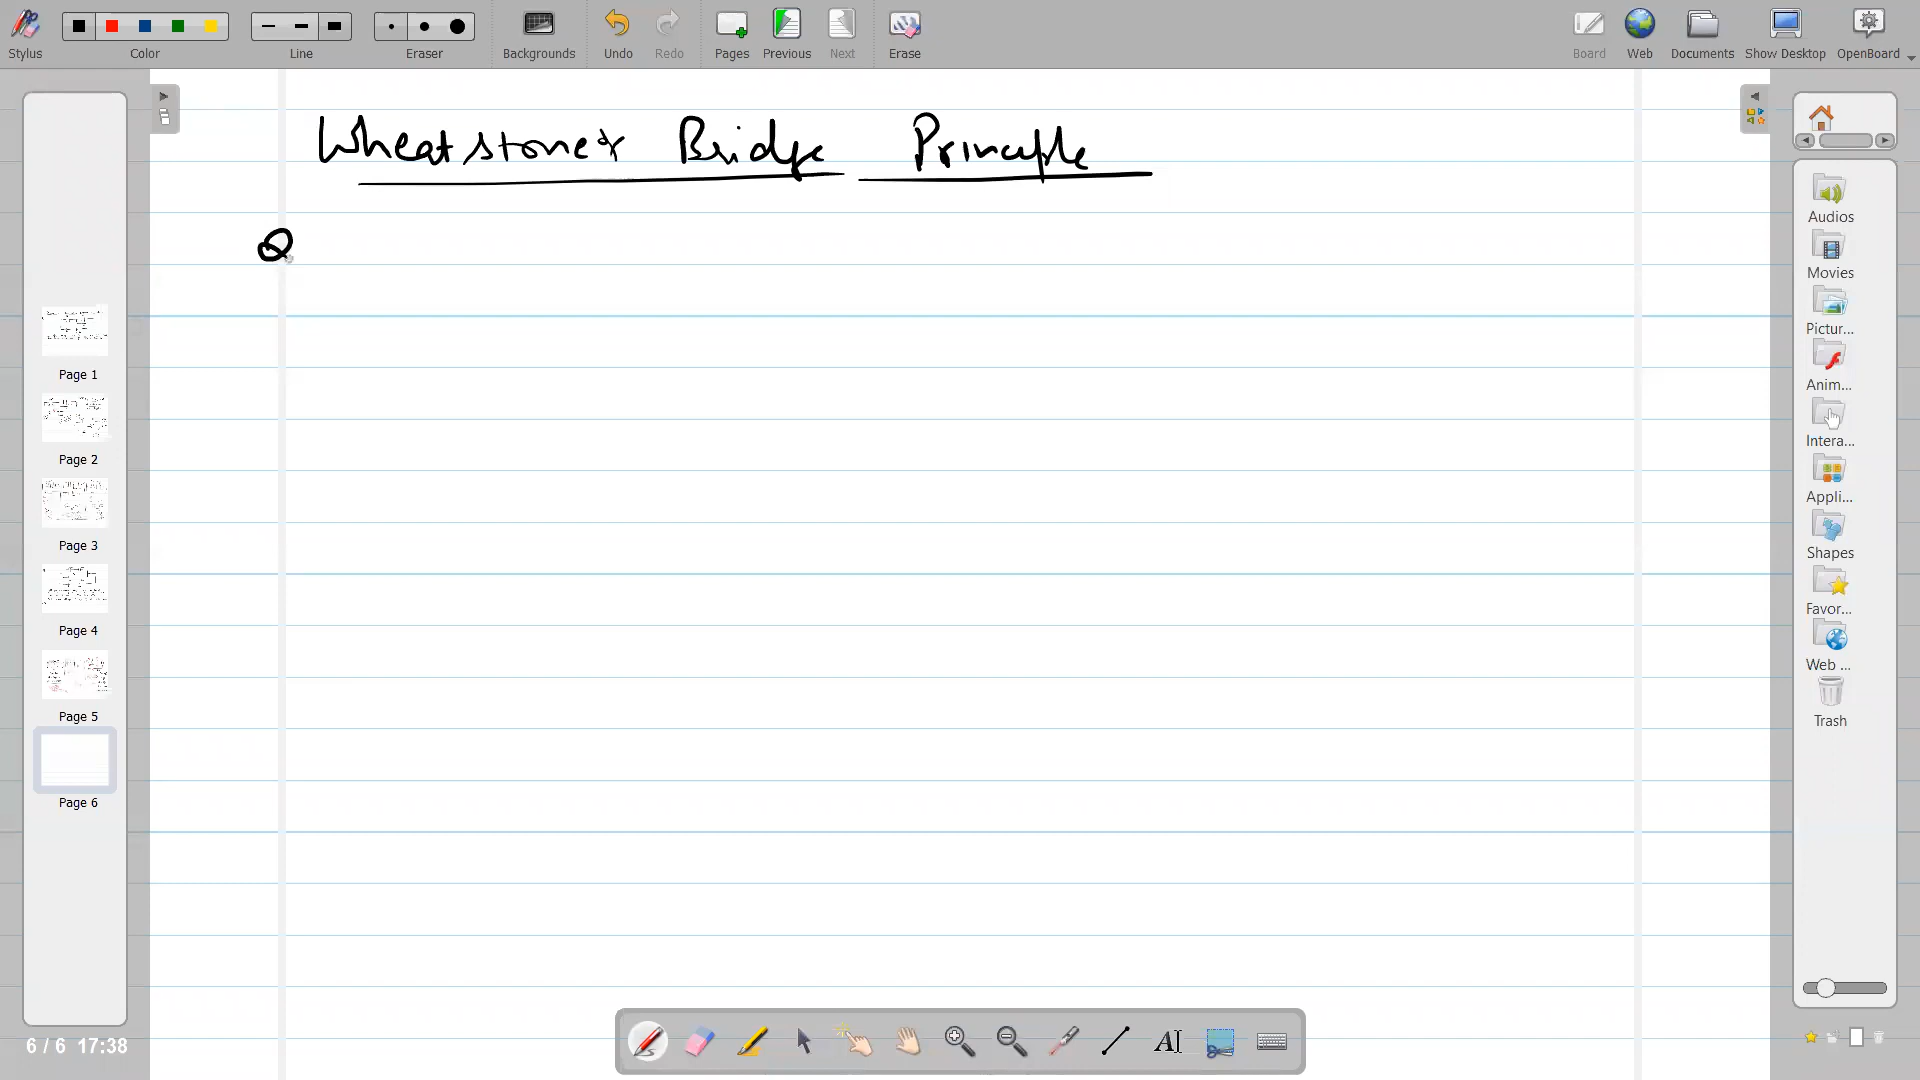 Stylus Color Line Eraser Backgrounds Undo Redo Pages Previous Next Erase Board Web Documents Show Desktop OpenBoard
Wheatstone's Bridge Principle
Q
Page 1
Page 2
Page 3
Page 4
Page 5
Page 6
6 / 6 17:38
Audios
Movies
Pictur...
Anim...
Intera...
Appli...
Shapes
Favor...
Web ...
Trash
AI